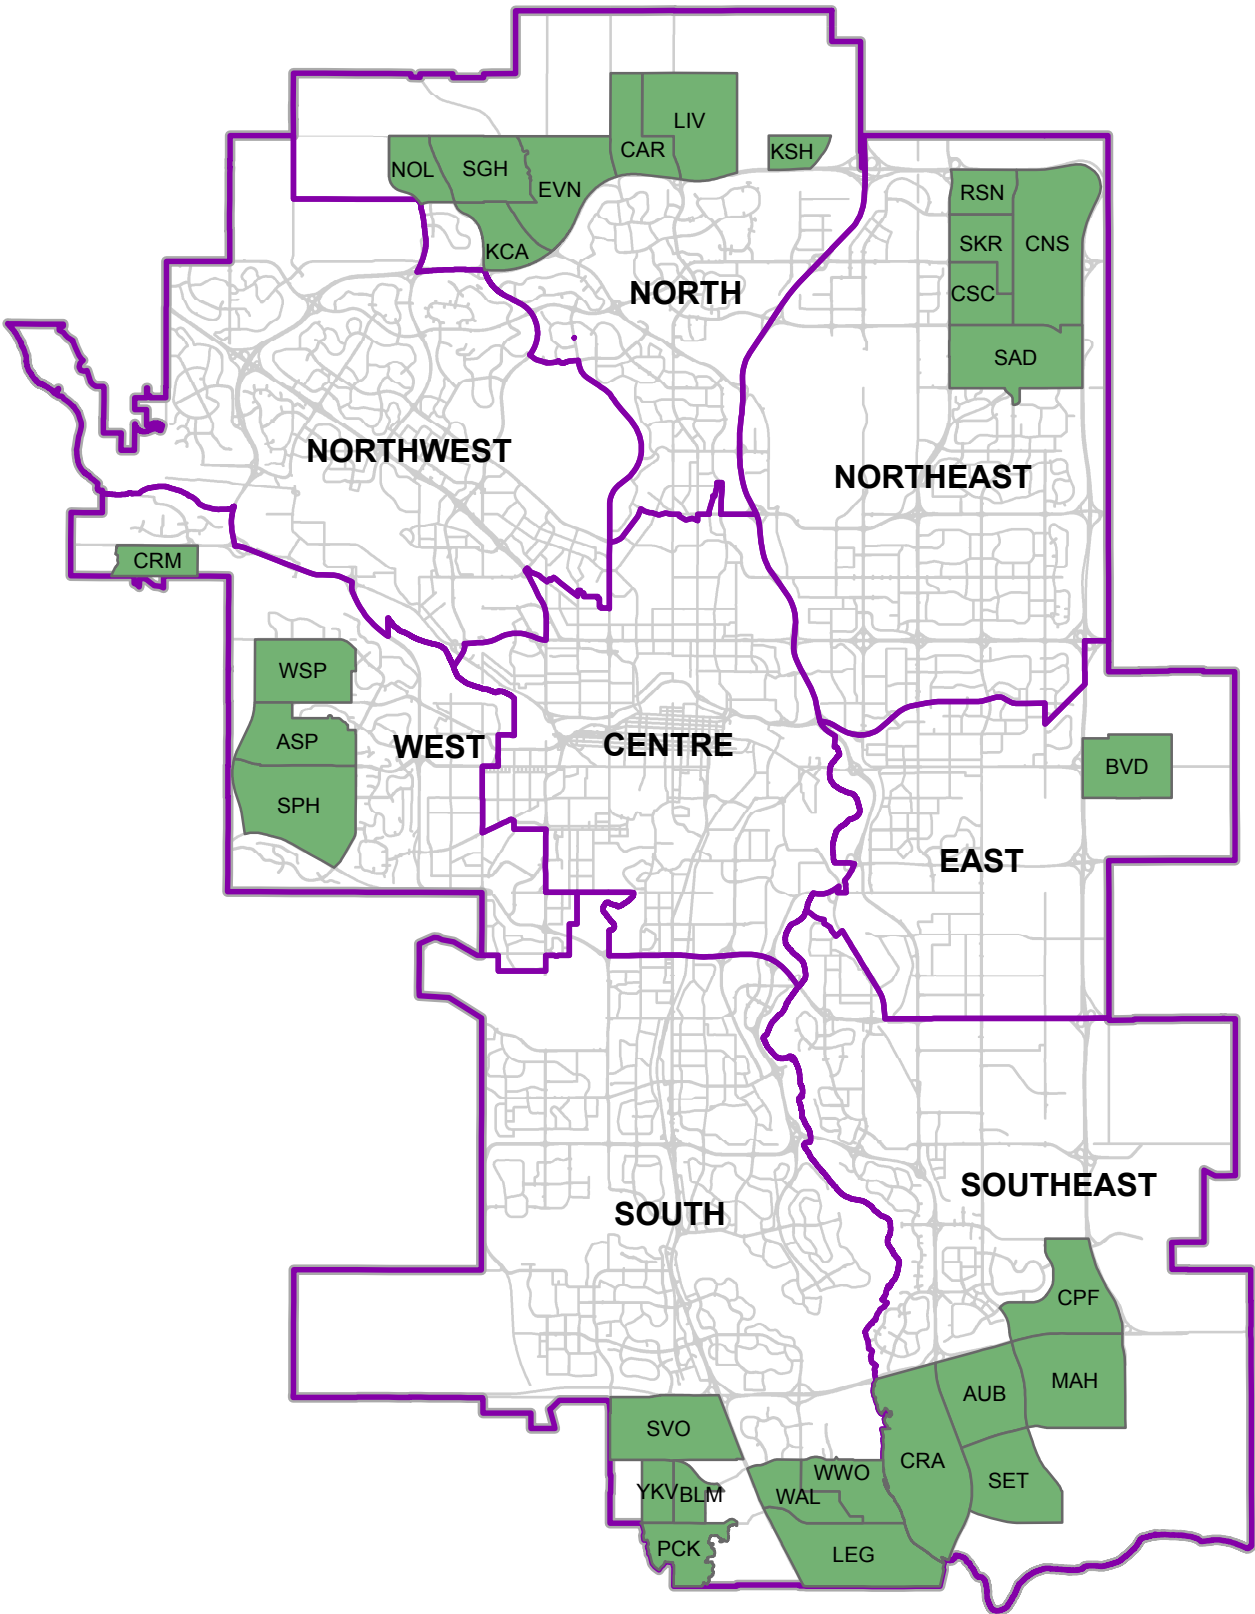 LIV
CAR
KSH
NOL
SGH
EVN
RSN
KCA
SKR
CNS
NORTH
CSC
SAD
NORTHWEST
NORTHEAST
CRM
WSP
ASP
WEST
CENTRE
BVD
SPH
EAST
SOUTHEAST
SOUTH
CPF
MAH
AUB
SVO
CRA
WWO
SET
YKV
BLM
WAL
PCK
LEG